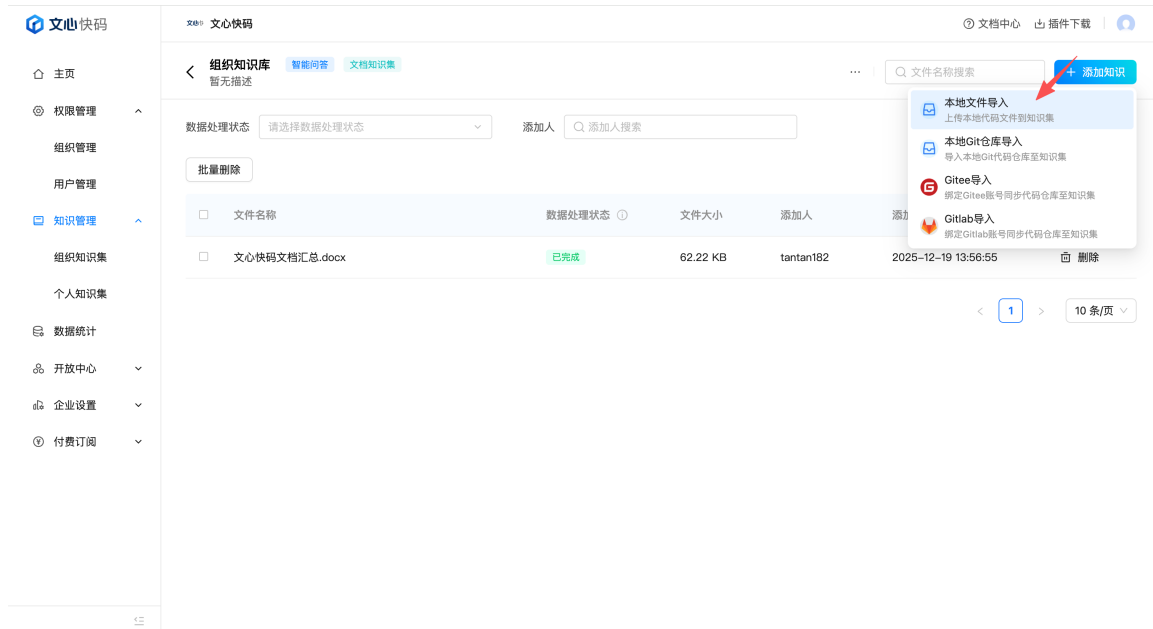 文心快码
文心快码 文心快码
文档中心 插件下载
主页
权限管理
组织管理
用户管理
知识管理
组织知识集
个人知识集
数据统计
开放中心
企业设置
付费订阅
组织知识库 智能问答 文档知识集
暂无描述
... 文件名称搜索 + 添加知识
本地文件导入
上传本地代码文件到知识集
本地Git仓库导入
导入本地Git代码仓库至知识集
Gitee导入
绑定Gitee账号同步代码仓库至知识集
Gitlab导入
绑定Gitlab账号同步代码仓库至知识集
数据处理状态 请选择数据处理状态 添加人 添加人搜索
批量删除
文件名称 数据处理状态 文件大小 添加人 添加
文心快码文档汇总.docx 已完成 62.22 KB tantan182 2025-12-19 13:56:55 删除
< 1 > 10 条/页